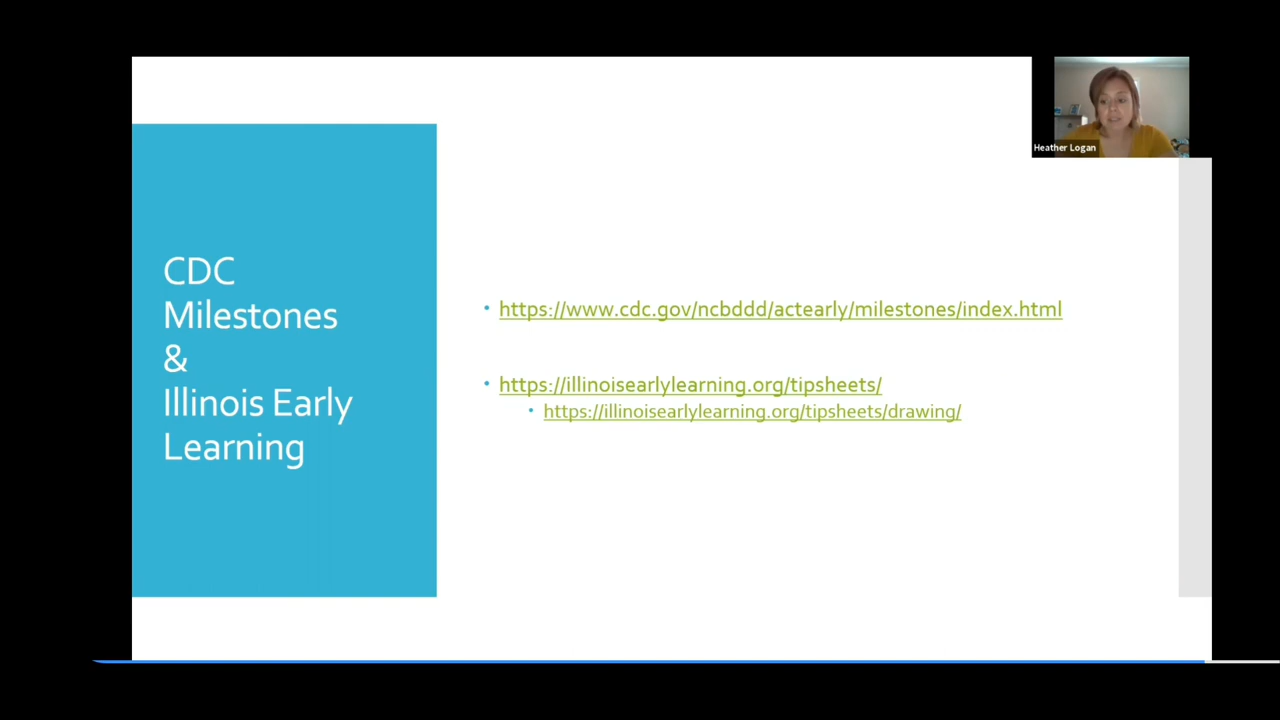 Heather Logan
CDC
Milestones
&
Illinois Early
Learning
https://www.cdc.gov/ncbddd/actearly/milestones/index.html
https://illinoisearlylearning.org/tipsheets/
https://illinoisearlylearning.org/tipsheets/drawing/